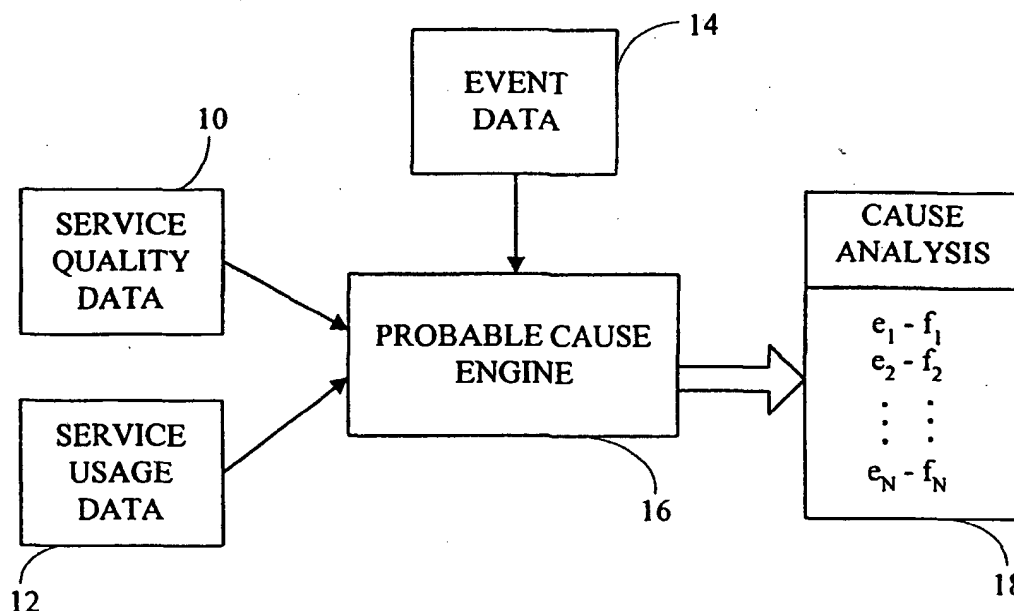 14
EVENT
DATA
10
SERVICE
QUALITY
DATA
CAUSE
ANALYSIS
PROBABLE CAUSE
ENGINE
e1 - f1
e2 - f2
. .
. .
. .
eN - fN
SERVICE
USAGE
DATA
16
12
18